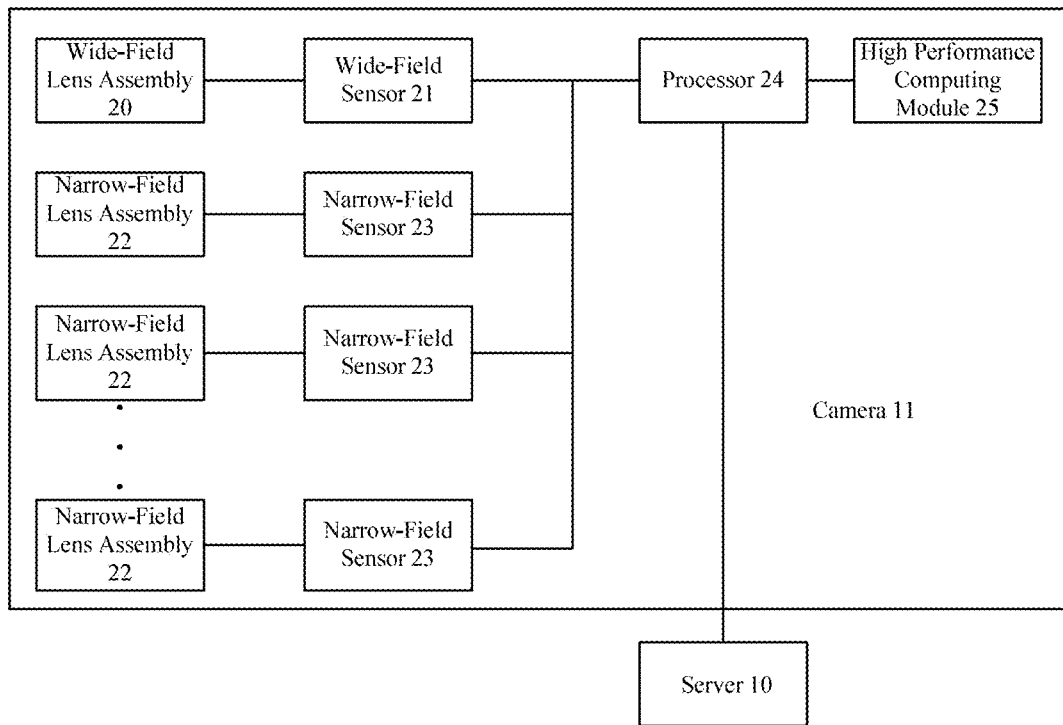 Wide-Field
Lens Assembly
20
Wide-Field
Sensor 21
Processor 24
High Performance
Computing
Module 25
Narrow-Field
Lens Assembly
22
Narrow-Field
Sensor 23
Narrow-Field
Lens Assembly
22
Narrow-Field
Sensor 23
Camera 11
Narrow-Field
Lens Assembly
22
Narrow-Field
Sensor 23
Server 10